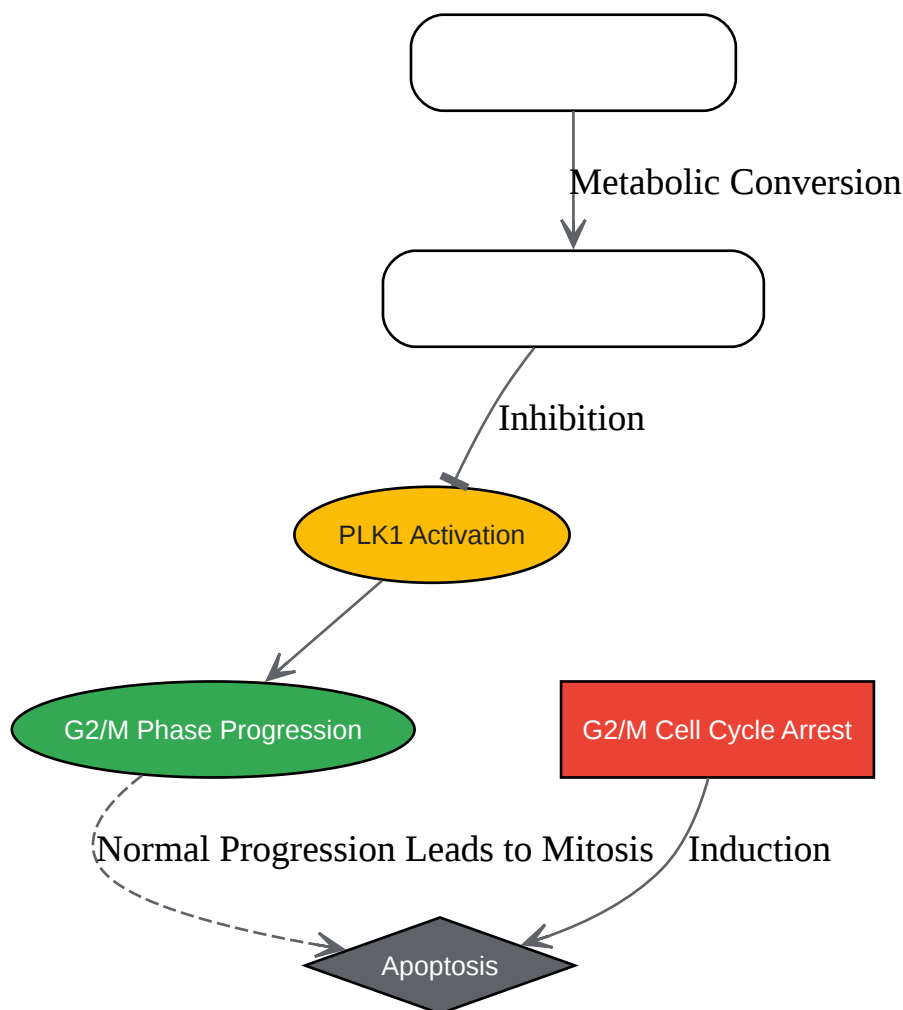 Metabolic Conversion
Inhibition
PLK1 Activation
G2/M Phase Progression
G2/M Cell Cycle Arrest
Normal Progression Leads to Mitosis
Induction
Apoptosis